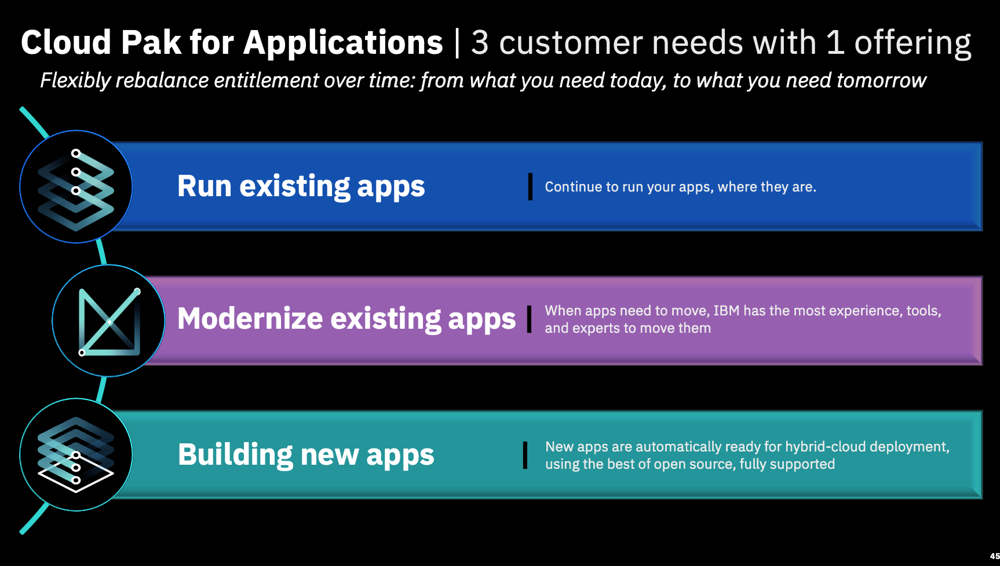 Cloud Pak for Applications | 3 customer needs with 1 offering
Flexibly rebalance entitlement over time: from what you need today, to what you need tomorrow
Run existing apps
Continue to run your apps, where they are.
Modernize existing apps
When apps need to move, IBM has the most experience, tools,
and experts to move them
Building new apps
New apps are automatically ready for hybrid-cloud deployment,
using the best of open source, fully supported
45